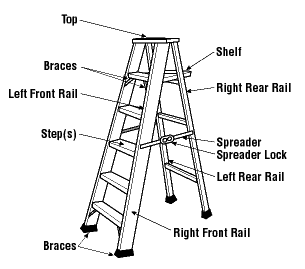 Top
Shelf
Braces
Right Rear Rail
Left Front Rail
Step(s)
Spreader
Spreader Lock
Left Rear Rail
Right Front Rail
Braces